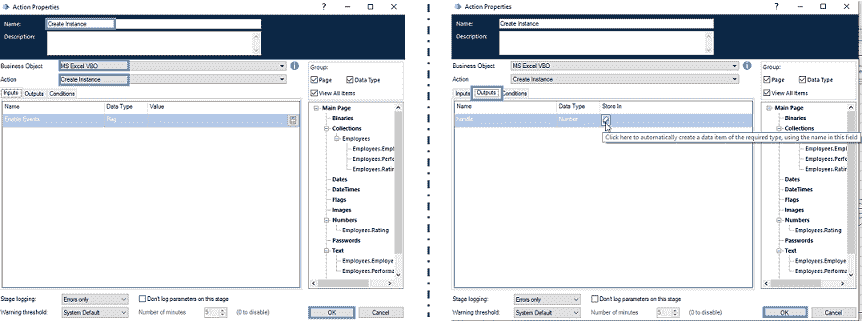 Action Properties
Name: Create Instance
Description:
Business Object MS Excel VBO
Action Create Instance
Inputs Outputs Conditions
Name Data Type Value
Enable Events Flag
Group:
Page Data Type
View All Items
Main Page
Binaries
Collections
Employees
Employees.Empl
Employees.Perfo
Employees.Ratin
Dates
DateTimes
Flags
Images
Numbers
Employees.Rating
Passwords
Text
Employees.Employe
Employees.Performa
Stage logging: Errors only Don't log parameters on this stage
Warning threshold: System Default Number of minutes 5 (0 to disable)
OK Cancel
Action Properties
Name: Create Instance
Description:
Business Object MS Excel VBO
Action Create Instance
Inputs Outputs Conditions
Name Data Type Store In
handle Number
Click here to automatically create a data item of the required type, using the name in this field
Group:
Page Data Type
View All Items
Main Page
Binaries
Collections
Employees.Empl
Employees.Perfo
Employees.Ratin
Dates
DateTimes
Flags
Images
Numbers
Employees.Rating
Passwords
Text
Employees.Employe
Employees.Performa
Stage logging: Errors only Don't log parameters on this stage
Warning threshold: System Default Number of minutes 5 (0 to disable)
OK Cancel